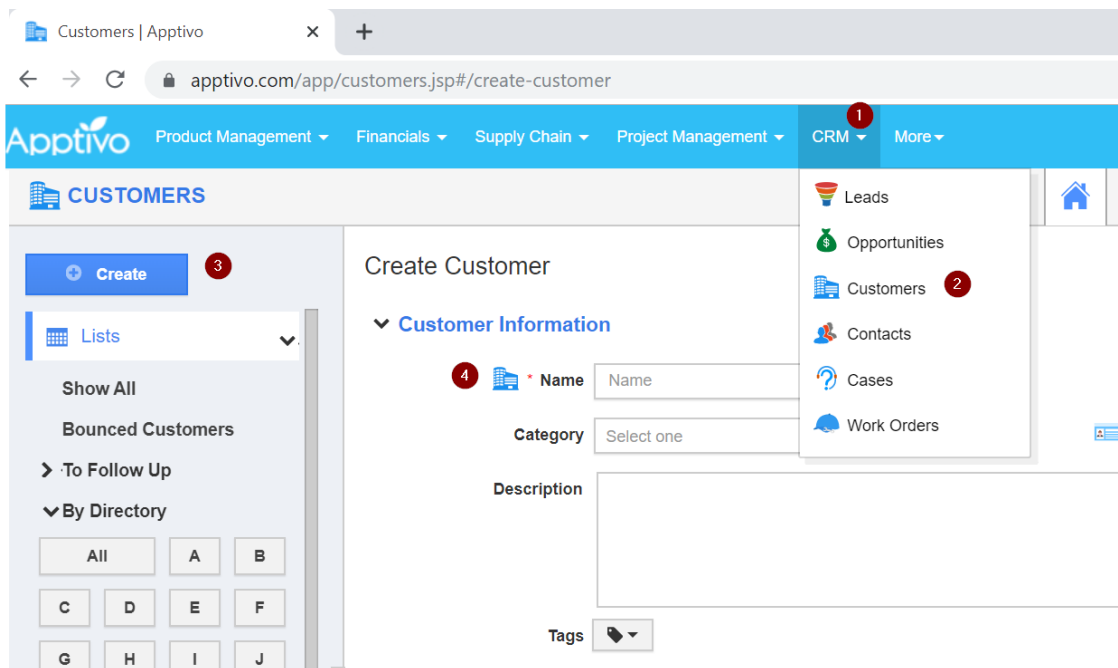 Customers | Apptivo
apptivo.com/app/customers.jsp#/create-customer
1
Apptivo Product Management Financials Supply Chain Project Management CRM More
CUSTOMERS
Leads
Opportunities
Customers 2
Contacts
Cases
Work Orders
Create 3
Lists
Show All
Bounced Customers
To Follow Up
By Directory
All A B
C D E F
G H I J
Create Customer
Customer Information
4 * Name Name
Category Select one
Description
Tags